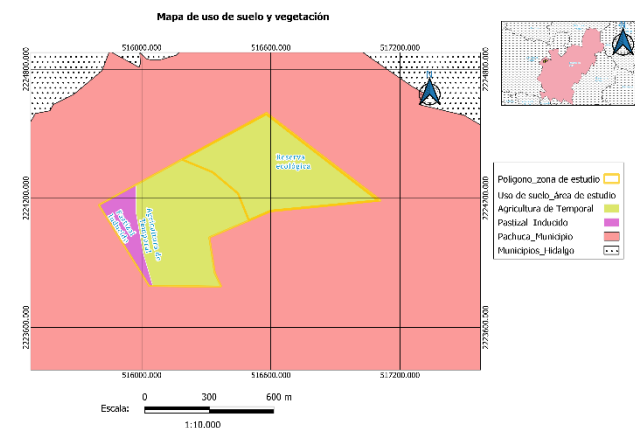 Mapa de uso de suelo y vegetación
516000.000 516600.000 517200.000
2224800.000
2224800.000
N
Reserva
ecológica
2224200.000
2224200.000
Pastizal
Inducido
Agricultura de
Temporal
2223600.000
2223600.000
516000.000 516600.000 517200.000
Escala:
0 300 600 m
1:10.000
Poligono_zona de estudio
Uso de suelo_área de estudio
Agricultura de Temporal
Pastizal Inducido
Pachuca_Municipio
Municipios_Hidalgo